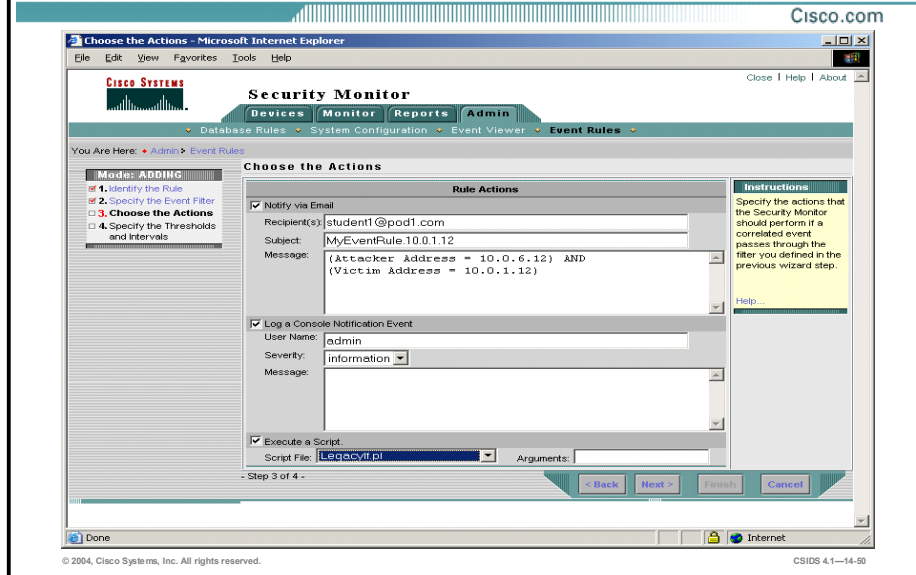 Cisco.com
Choose the Actions - Microsoft Internet Explorer
File Edit View Favorites Tools Help
Close | Help | About
CISCO SYSTEMS
Security Monitor
Devices Monitor Reports Admin
Database Rules System Configuration Event Viewer Event Rules
You Are Here: Admin > Event Rules
Choose the Actions
Mode: ADDING
1. Identify the Rule
2. Specify the Event Filter
3. Choose the Actions
4. Specify the Thresholds
and Intervals
Rule Actions
Notify via Email
Recipient(s): student1@pod1.com
Subject: MyEventRule.10.0.1.12
Message: (Attacker Address = 10.0.6.12) AND
(Victim Address = 10.0.1.12)
Log a Console Notification Event
User Name: admin
Severity: information
Message:
Execute a Script.
Script File: Legacyif.pl Arguments:
Instructions
Specify the actions that
the Security Monitor
should perform if a
correlated event
passes through the
filter you defined in the
previous wizard step.
Help...
- Step 3 of 4 -
< Back Next > Finish Cancel
Done
Internet
© 2004, Cisco Systems, Inc. All rights reserved.
CSIDS 4.1—14-50